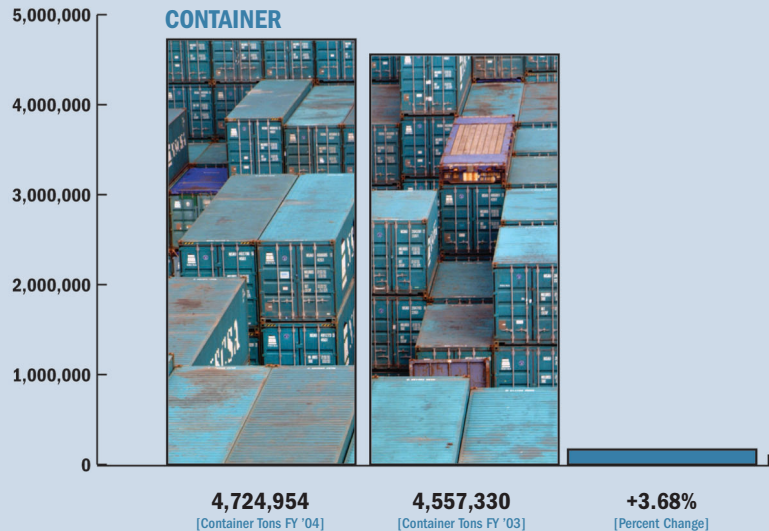 CONTAINER
5,000,000
4,000,000
3,000,000
2,000,000
1,000,000
0
4,724,954
[Container Tons FY '04]
4,557,330
[Container Tons FY '03]
+3.68%
[Percent Change]